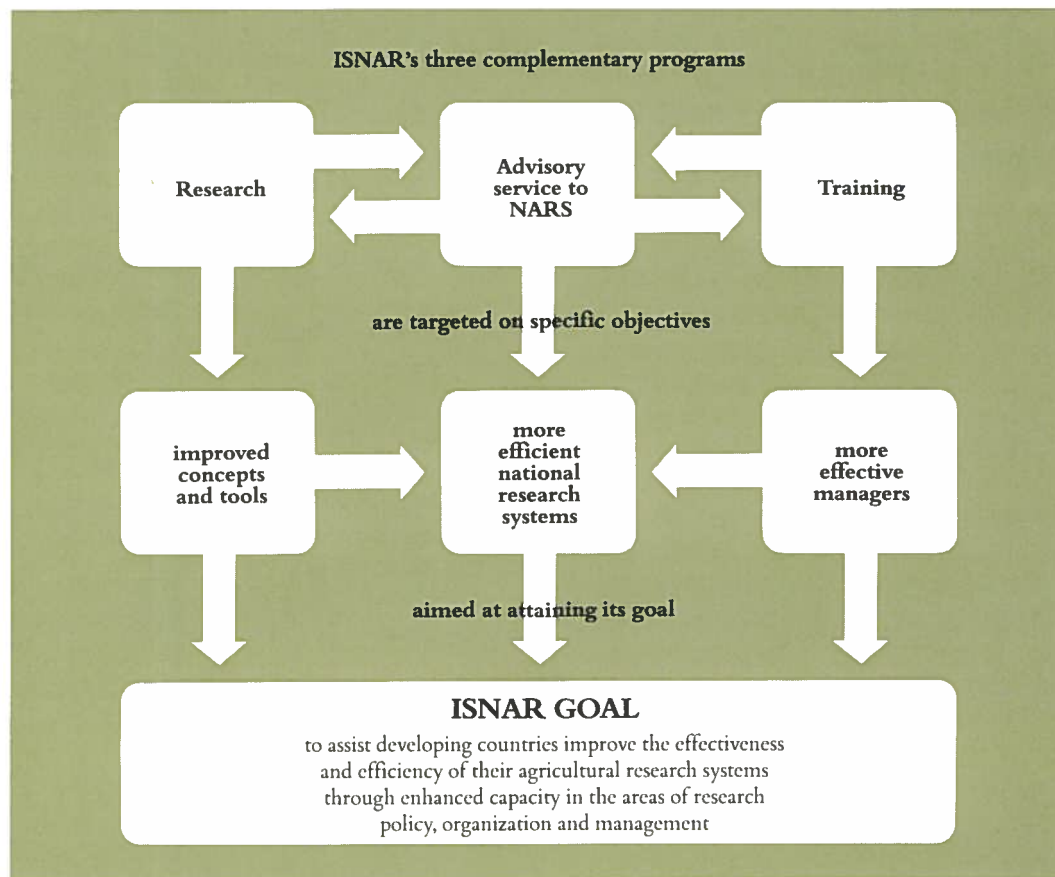 ISNAR's three complementary programs
Research
Advisory
service to
NARS
Training
are targeted on specific objectives
improved
concepts
and tools
more
efficient
national
research
systems
more
effective
managers
aimed at attaining its goal
ISNAR GOAL
to assist developing countries improve the effectiveness
and efficiency of their agricultural research systems
through enhanced capacity in the areas of research
policy, organization and management